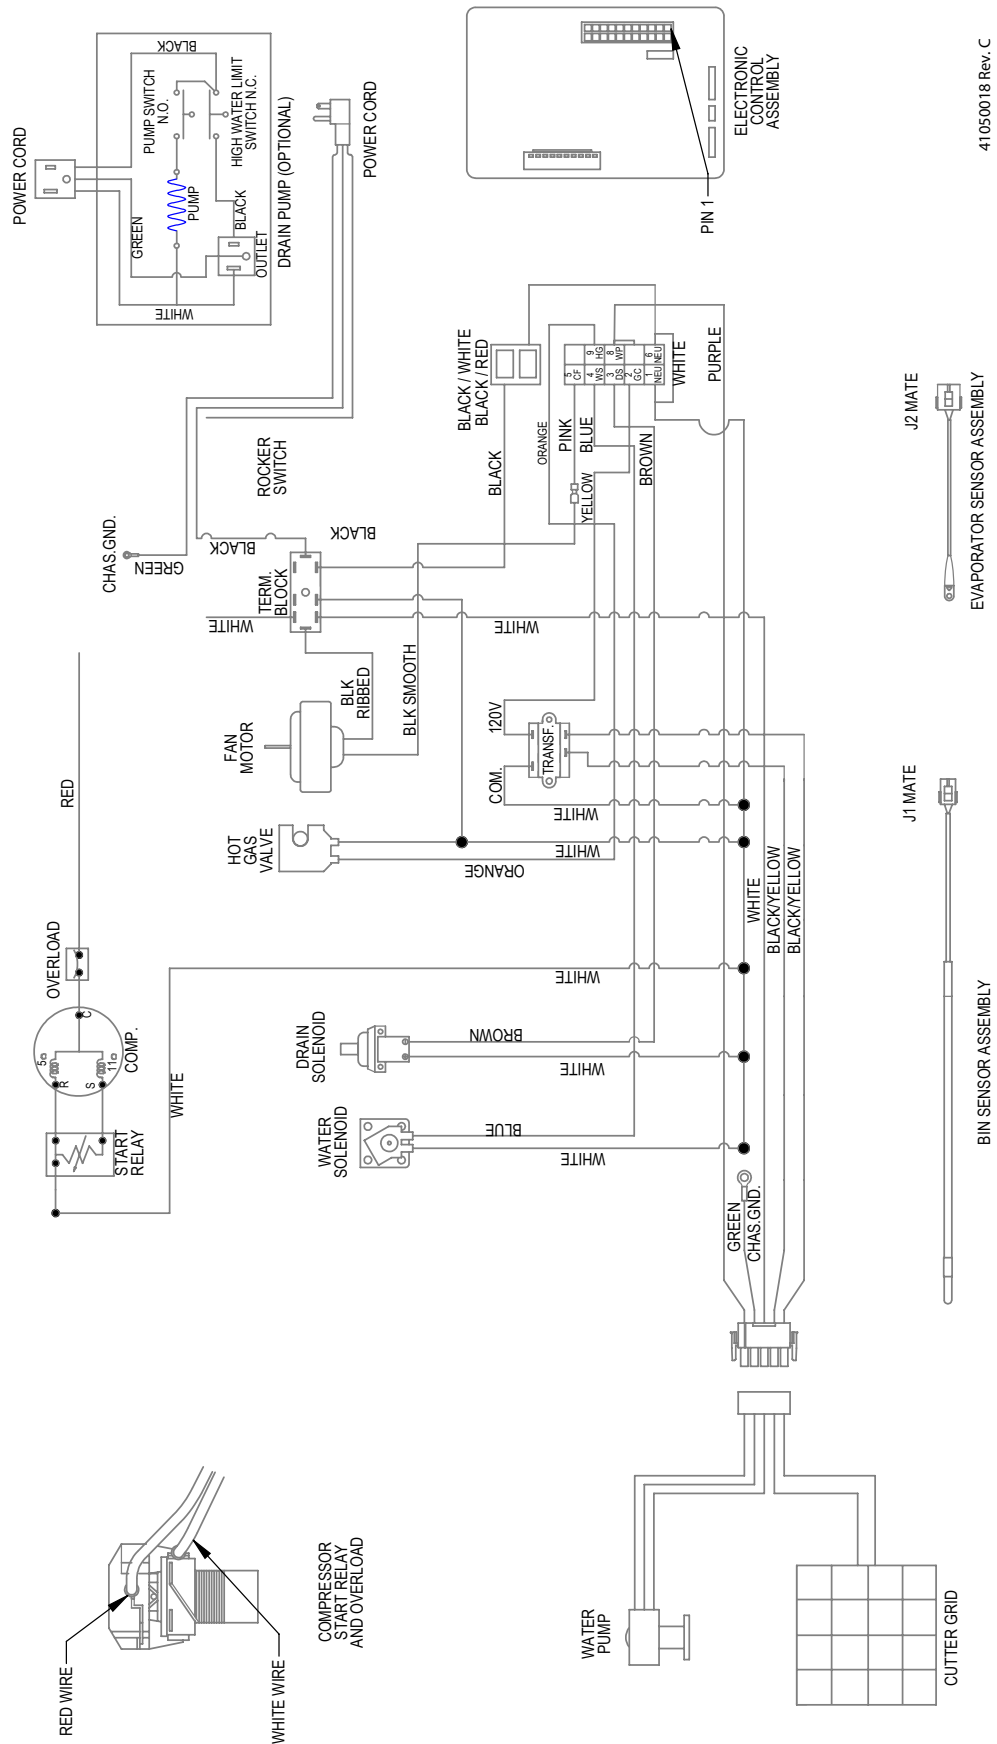 POWER CORD
BLACK
PUMP SWITCH
N.O.
HIGH WATER LIMIT
SWITCH N.C.
PUMP
GREEN
BLACK
OUTLET
WHITE
DRAIN PUMP (OPTIONAL)
POWER CORD
ELECTRONIC
CONTROL
ASSEMBLY
PIN 1
41050018 Rev. C
CHAS.GND.
GREEN
BLACK
ROCKER
SWITCH
BLACK / WHITE
BLACK / RED
BLACK
BLACK
TERM.
BLOCK
WHITE
WHITE
ORANGE
PINK
BLUE
YELLOW
BROWN
5
CF
4
WS
3
DS
2
GC
1
NEU
9
HG
8
WP
6
NEU
WHITE
PURPLE
RED
FAN
MOTOR
BLK
RIBBED
BLK SMOOTH
120V
COM.
TRANSF.
WHITE
HOT
GAS
VALVE
WHITE
ORANGE
OVERLOAD
C
5
11
R
S
COMP.
START
RELAY
WHITE
WHITE
WHITE
BLACK/YELLOW
BLACK/YELLOW
DRAIN
SOLENOID
BROWN
WHITE
WATER
SOLENOID
BLUE
WHITE
GREEN
CHAS.GND.
J2 MATE
EVAPORATOR SENSOR ASSEMBLY
J1 MATE
BIN SENSOR ASSEMBLY
RED WIRE
WHITE WIRE
COMPRESSOR
START RELAY
AND OVERLOAD
WATER
PUMP
CUTTER GRID